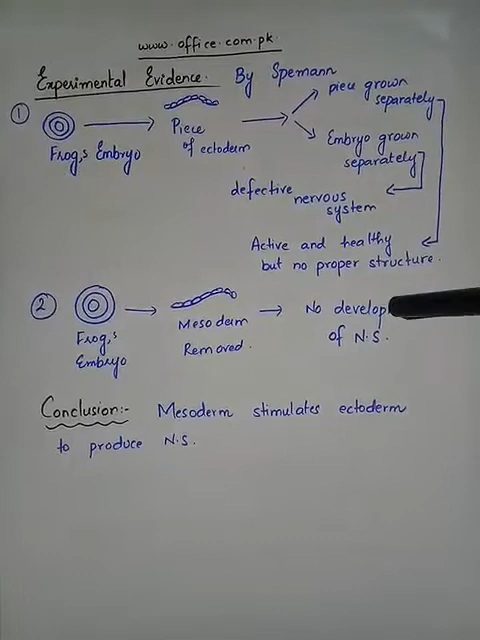 www.office.com.pk
Experimental Evidence. By Spemann
① piece grown
separately
Piece
of ectoderm
Frog,s Embryo
Embryo grown
separately
defective nervous
system
Active and healthy
but no proper structure.
② No develop
Mesoderm
Removed.
of N.S.
Frog,s
Embryo
Conclusion:- Mesoderm stimulates ectoderm
to produce N.S.